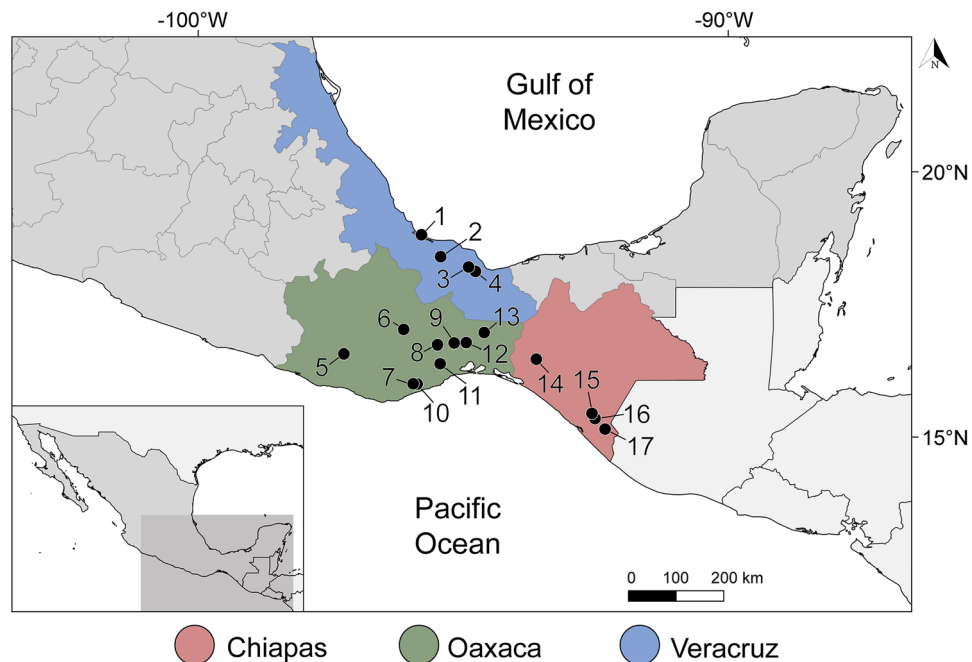 -100°W
-90°W
N
Gulf of
Mexico
20°N
1
2
3
4
5
6
7
8
9
10
11
12
13
14
15
16
17
15°N
Pacific
Ocean
0 100 200 km
Chiapas
Oaxaca
Veracruz